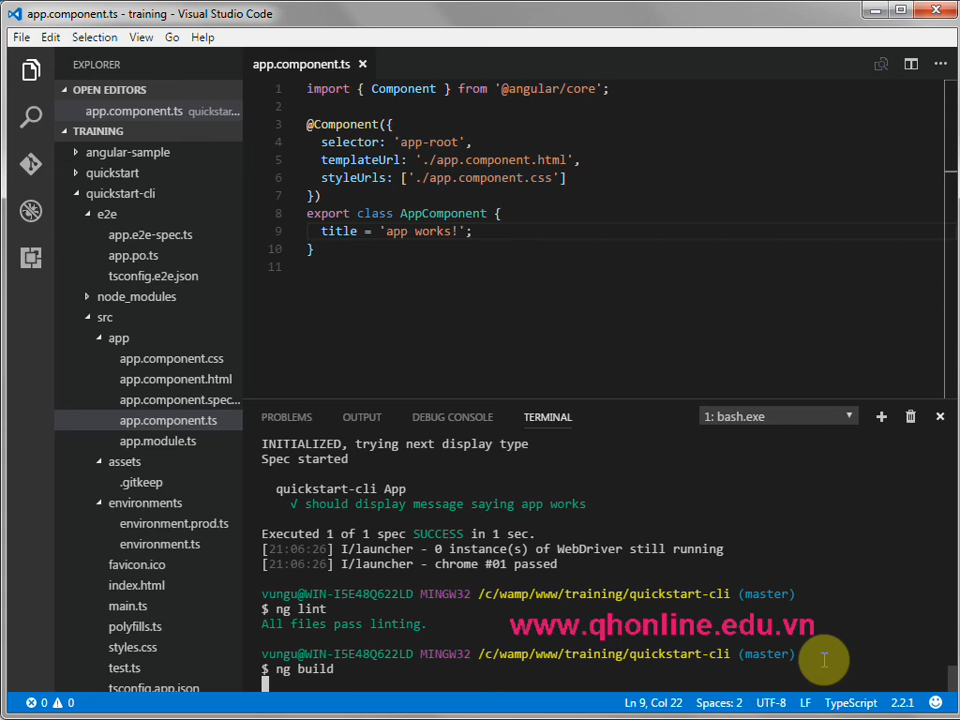 app.component.ts - training - Visual Studio Code
File Edit Selection View Go Help
EXPLORER
OPEN EDITORS
app.component.ts quickstar...
TRAINING
angular-sample
quickstart
quickstart-cli
e2e
app.e2e-spec.ts
app.po.ts
tsconfig.e2e.json
node_modules
src
app
app.component.css
app.component.html
app.component.spec...
app.component.ts
app.module.ts
assets
.gitkeep
environments
environment.prod.ts
environment.ts
favicon.ico
index.html
main.ts
polyfills.ts
styles.css
test.ts
tsconfig.app.json
app.component.ts
1 import { Component } from '@angular/core';
2
3 @Component({
4 selector: 'app-root',
5 templateUrl: './app.component.html',
6 styleUrls: ['./app.component.css']
7 })
8 export class AppComponent {
9 title = 'app works!';
10 }
11
PROBLEMS OUTPUT DEBUG CONSOLE TERMINAL 1: bash.exe
INITIALIZED, trying next display type
Spec started
quickstart-cli App
√ should display message saying app works
Executed 1 of 1 spec SUCCESS in 1 sec.
[21:06:26] I/launcher - 0 instance(s) of WebDriver still running
[21:06:26] I/launcher - chrome #01 passed
vungu@WIN-I5E48Q622LD MINGW32 /c/wamp/www/training/quickstart-cli (master)
$ ng lint
All files pass linting.
www.qhonline.edu.vn
vungu@WIN-I5E48Q622LD MINGW32 /c/wamp/www/training/quickstart-cli (master)
$ ng build
0 0 Ln 9, Col 22 Spaces: 2 UTF-8 LF TypeScript 2.2.1